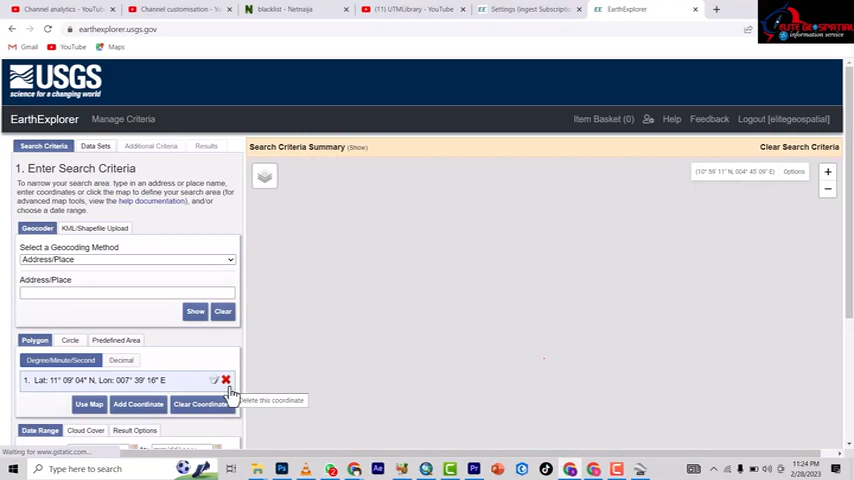 Channel analytics - YouTub
Channel customisation - Yo
blacklist - Netnaija
(11) UTMLibrary - YouTube
Settings (Ingest Subscriptio
EarthExplorer
earthexplorer.usgs.gov
Gmail YouTube Maps
ELITE GEOSPATIAL
information service
USGS
science for a changing world
EarthExplorer Manage Criteria Item Basket (0) Help Feedback Logout [elitegeospatial]
Search Criteria Data Sets Additional Criteria Results
Search Criteria Summary (Show) Clear Search Criteria
1. Enter Search Criteria
To narrow your search area: type in an address or place name,
enter coordinates or click the map to define your search area (for
advanced map tools, view the help documentation), and/or
choose a date range.
(10° 59' 11" N, 004° 45' 09" E) Options
+
−
Geocoder KML/Shapefile Upload
Select a Geocoding Method
Address/Place
Address/Place
Show Clear
Polygon Circle Predefined Area
Degree/Minute/Second Decimal
1. Lat: 11° 09' 04" N, Lon: 007° 39' 16" E
Delete this coordinate
Use Map Add Coordinate Clear Coordinate
Date Range Cloud Cover Result Options
Waiting for www.gstatic.com...
Type here to search
11:24 PM
2/28/2023